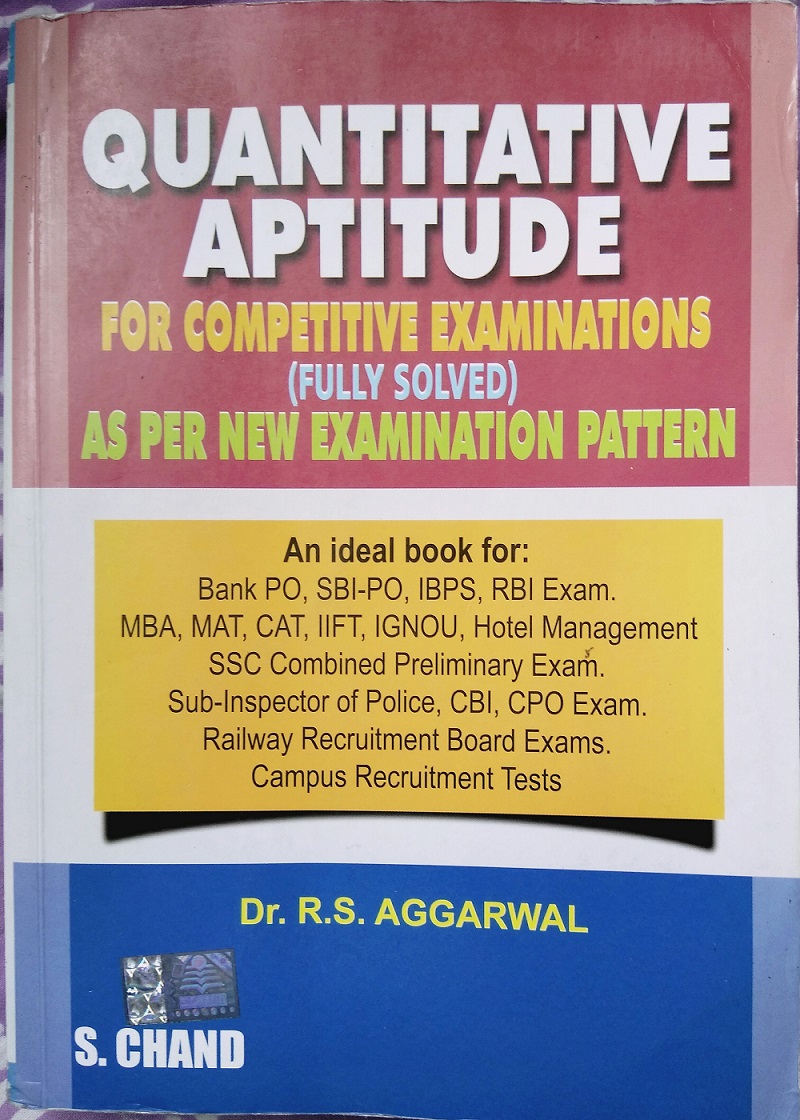 QUANTITATIVE
APTITUDE
FOR COMPETITIVE EXAMINATIONS
(FULLY SOLVED)
AS PER NEW EXAMINATION PATTERN
An ideal book for:
Bank PO, SBI-PO, IBPS, RBI Exam.
MBA, MAT, CAT, IIFT, IGNOU, Hotel Management
SSC Combined Preliminary Exam.
Sub-Inspector of Police, CBI, CPO Exam.
Railway Recruitment Board Exams.
Campus Recruitment Tests
Dr. R.S. AGGARWAL
S. CHAND